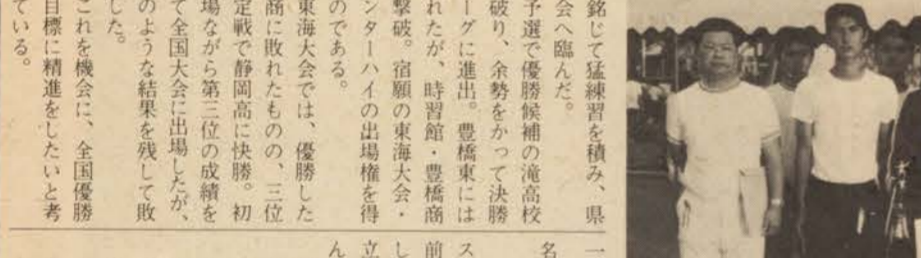 銘じて猛練習を積み、県
会へ臨んだ。
予選で優勝候補の滝高校
破り、余勢をかって決勝
ーグに進出。豊橋東には
れたが、時習館・豊橋商
撃破。宿願の東海大会・
ンターハイの出場権を得
のである。
東海大会では、優勝した
商に敗れたものの、三位
定戦で静岡高に快勝。初
場ながら第三位の成績を
て全国大会に出場したが、
のような結果を残して敗
した。
これを機会に、全国優勝
目標に精進をしたいと考
ている。
一
名
ス
前
し
立
ん